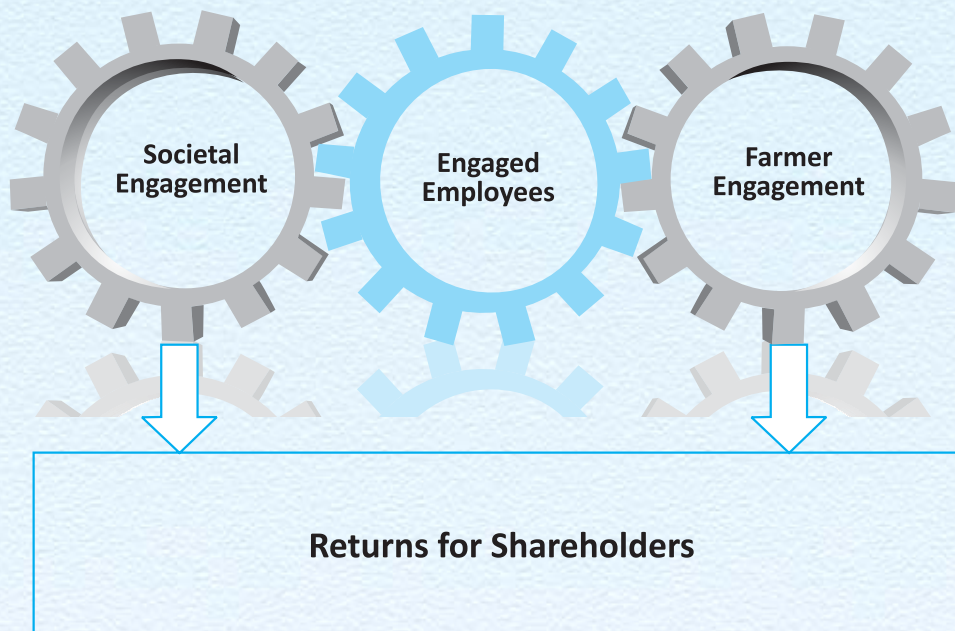 Societal
Engagement
Engaged
Employees
Farmer
Engagement
Returns for Shareholders